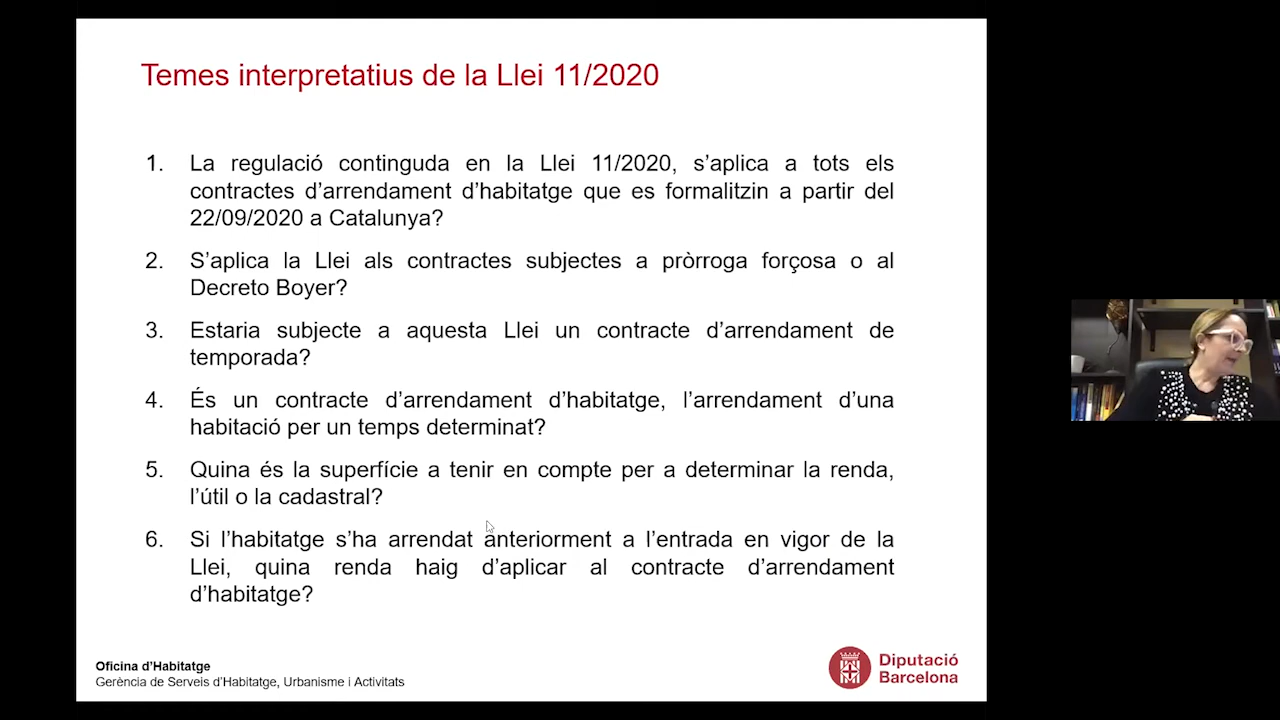 Temes interpretatius de la Llei 11/2020
1. La regulació continguda en la Llei 11/2020, s’aplica a tots els
contractes d’arrendament d’habitatge que es formalitzin a partir del
22/09/2020 a Catalunya?
2. S’aplica la Llei als contractes subjectes a pròrroga forçosa o al
Decreto Boyer?
3. Estaria subjecte a aquesta Llei un contracte d’arrendament de
temporada?
4. És un contracte d’arrendament d’habitatge, l’arrendament d’una
habitació per un temps determinat?
5. Quina és la superfície a tenir en compte per a determinar la renda,
l’útil o la cadastral?
6. Si l’habitatge s’ha arrendat anteriorment a l’entrada en vigor de la
Llei, quina renda haig d’aplicar al contracte d’arrendament
d’habitatge?
Oficina d’Habitatge
Gerència de Serveis d’Habitatge, Urbanisme i Activitats
Diputació
Barcelona